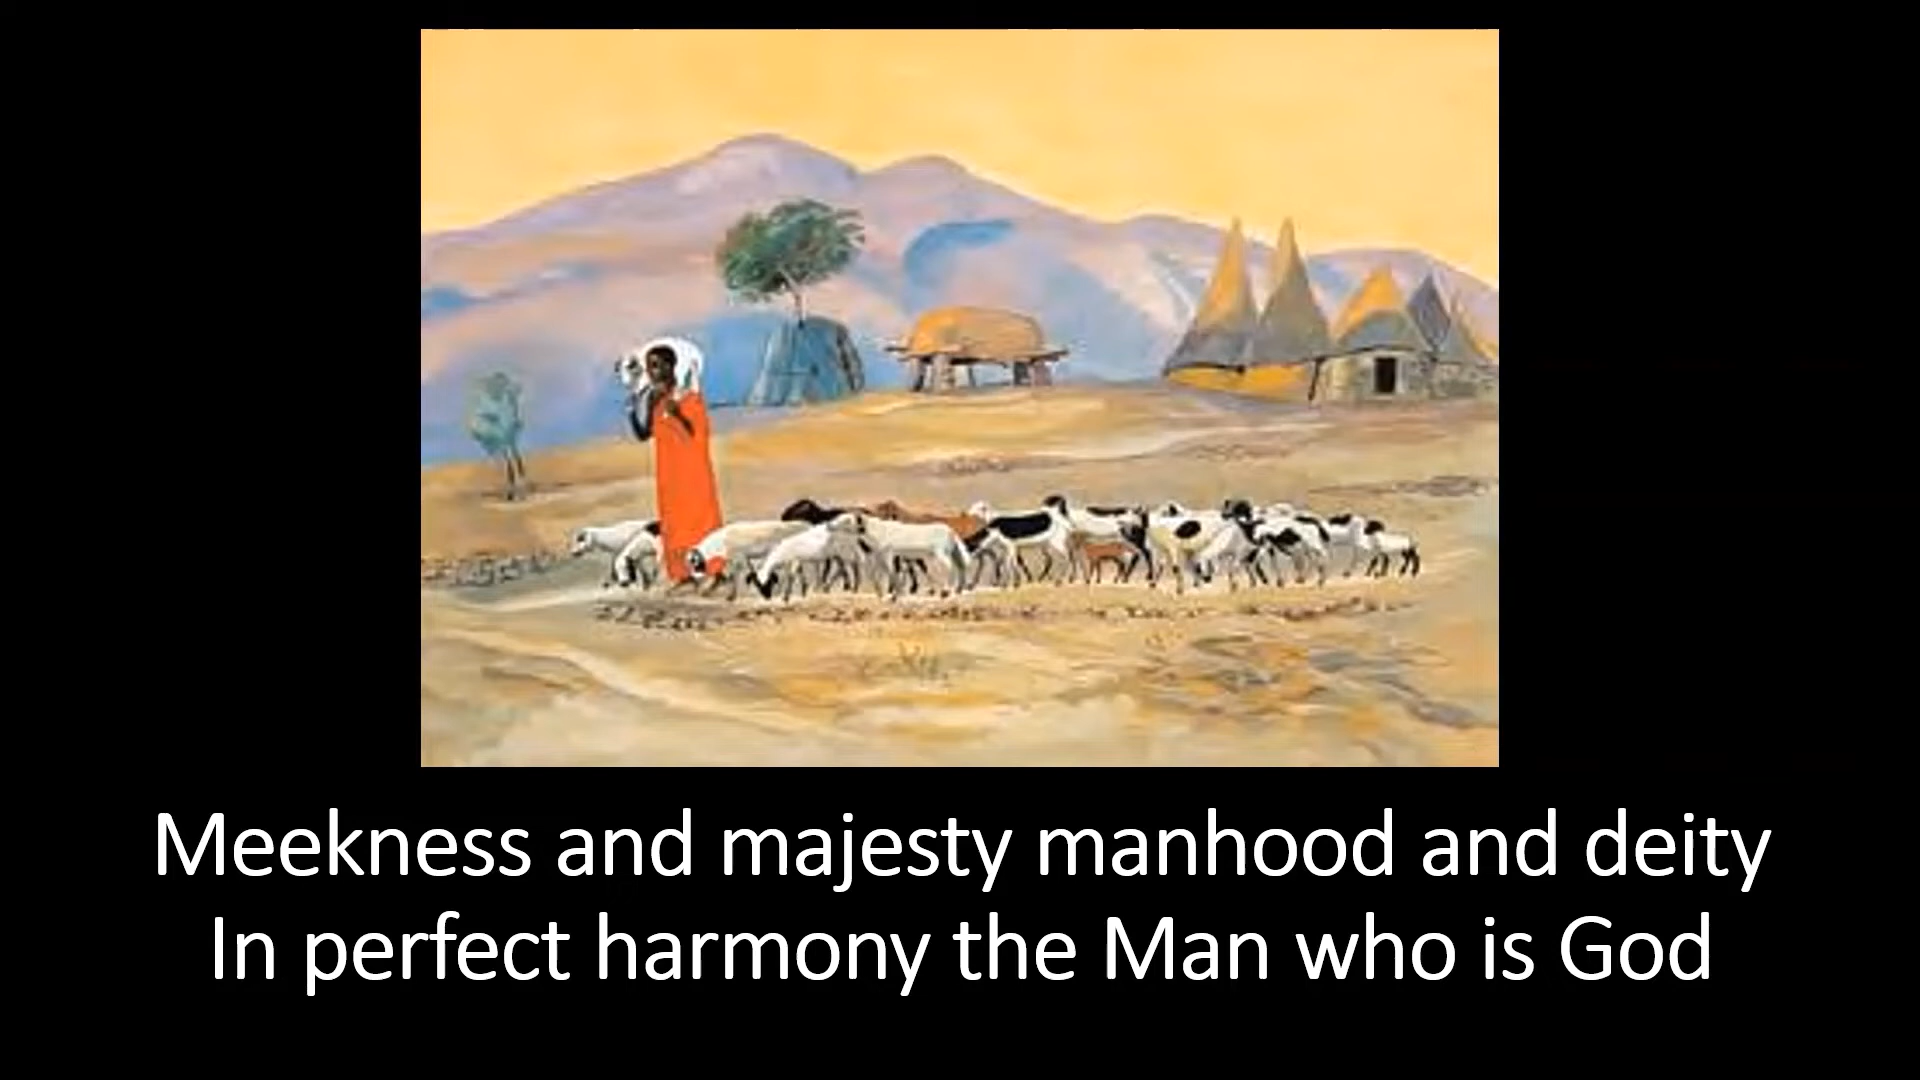 Meekness and majesty manhood and deity
In perfect harmony the Man who is God